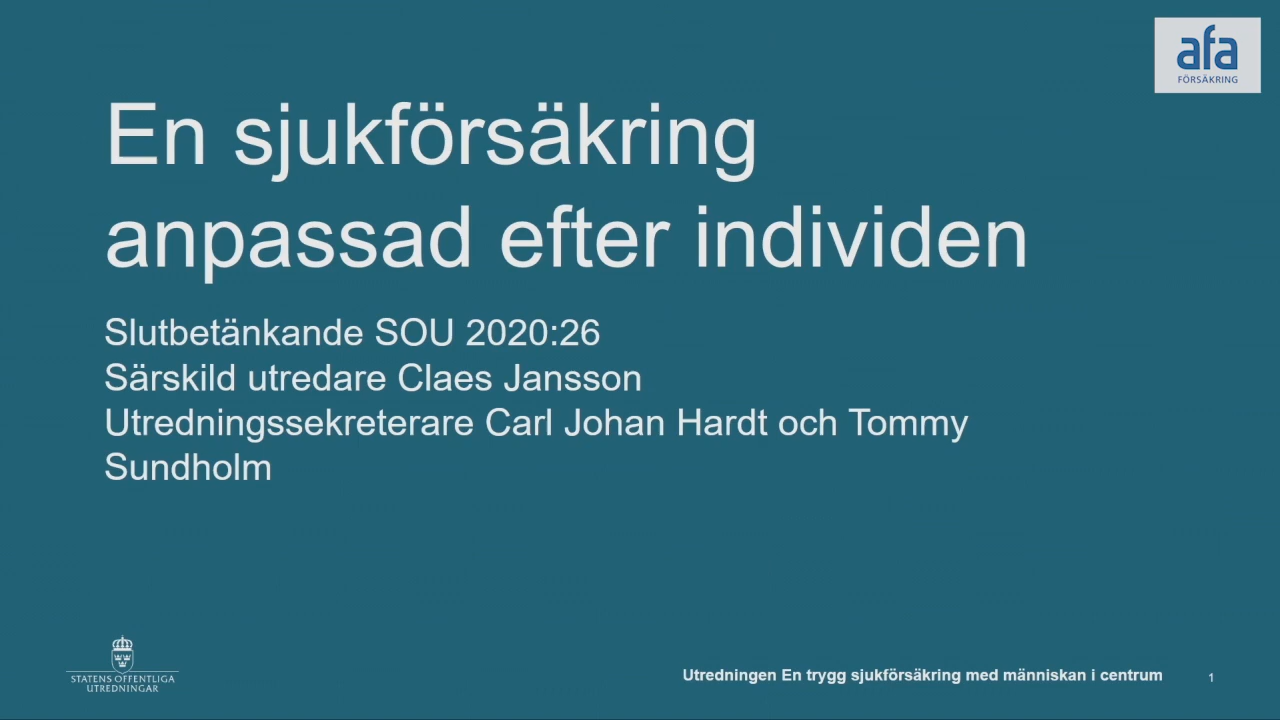 afa
FÖRSÄKRING
En sjukförsäkring
anpassad efter individen
Slutbetänkande SOU 2020:26
Särskild utredare Claes Jansson
Utredningssekreterare Carl Johan Hardt och Tommy
Sundholm
STATENS OFFENTLIGA
UTREDNINGAR
Utredningen En trygg sjukförsäkring med människan i centrum
1